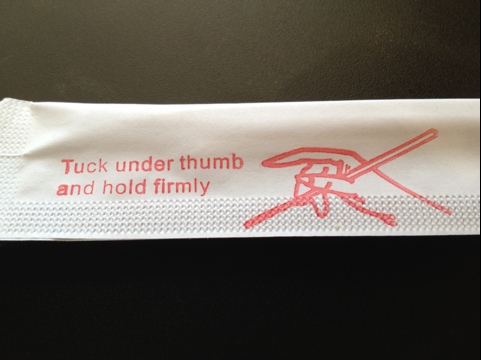 Tuck under thumb
and hold firmly